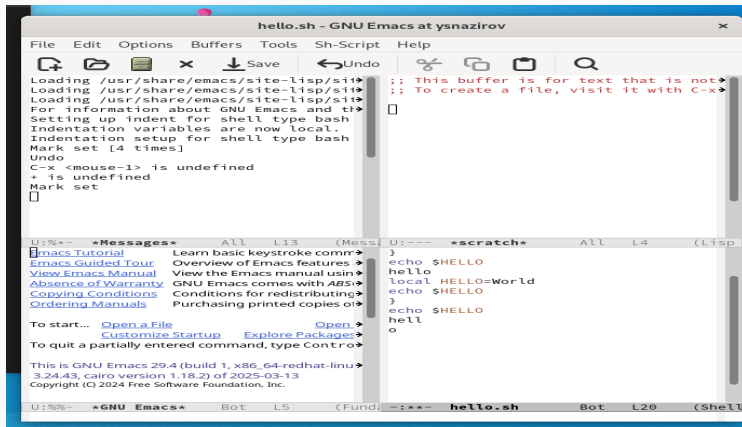 hello.sh - GNU Emacs at ysnazirov ×
File Edit Options Buffers Tools Sh-Script Help
Save Undo
Loading /usr/share/emacs/site-lisp/sit
Loading /usr/share/emacs/site-lisp/sit
Loading /usr/share/emacs/site-lisp/sit
For information about GNU Emacs and th
Setting up indent for shell type bash
Indentation variables are now local.
Indentation setup for shell type bash
Mark set [4 times]
Undo
C-x <mouse-1> is undefined
+ is undefined
Mark set
U:%*- *Messages* All L13 (Messa
;; This buffer is for text that is not
;; To create a file, visit it with C-x
U:--- *scratch* All L4 (Lisp
Emacs Tutorial Learn basic keystroke comm
Emacs Guided Tour Overview of Emacs features
View Emacs Manual View the Emacs manual usin
Absence of Warranty GNU Emacs comes with ABS
Copying Conditions Conditions for redistributing
Ordering Manuals Purchasing printed copies of
To start... Open a File Open
Customize Startup Explore Packages
To quit a partially entered command, type Contro
This is GNU Emacs 29.4 (build 1, x86_64-redhat-linu
3.24.43, cairo version 1.18.2) of 2025-03-13
Copyright (C) 2024 Free Software Foundation, Inc.
U:%%- *GNU Emacs* Bot L5 (Funda
}
echo $HELLO
hello
local HELLO=World
echo $HELLO
}
echo $HELLO
hell
o
-:**- hello.sh Bot L20 (Shell